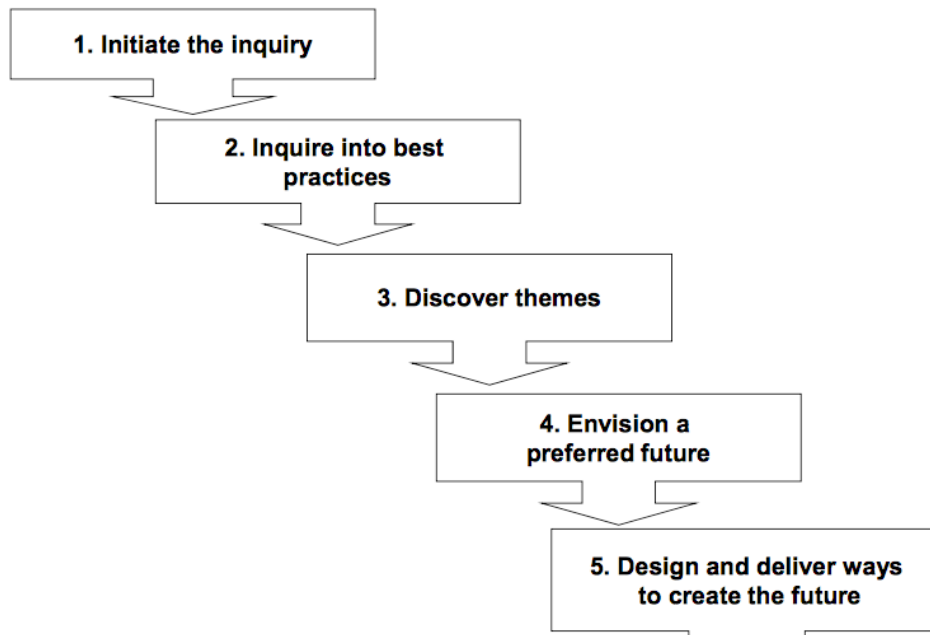 1. Initiate the inquiry
2. Inquire into best
practices
3. Discover themes
4. Envision a
preferred future
5. Design and deliver ways
to create the future